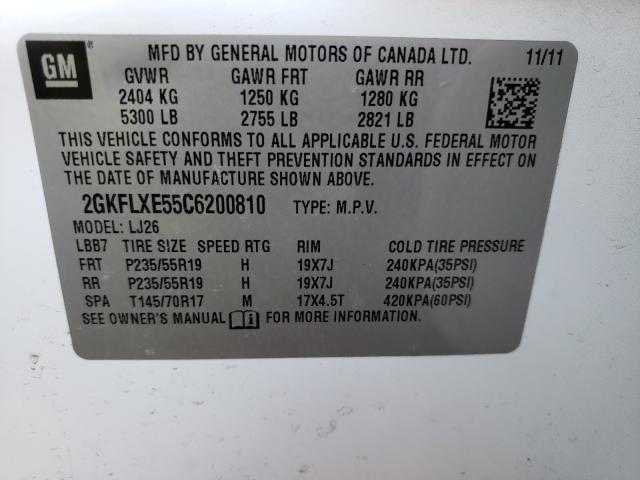 GM ® MFD BY GENERAL MOTORS OF CANADA LTD. 11/11
GVWR GAWR FRT GAWR RR
2404 KG 1250 KG 1280 KG
5300 LB 2755 LB 2821 LB
THIS VEHICLE CONFORMS TO ALL APPLICABLE U.S. FEDERAL MOTOR
VEHICLE SAFETY AND THEFT PREVENTION STANDARDS IN EFFECT ON
THE DATE OF MANUFACTURE SHOWN ABOVE.
2GKFLXE55C6200810 TYPE: M.P.V.
MODEL: LJ26
LBB7 TIRE SIZE SPEED RTG RIM COLD TIRE PRESSURE
FRT P235/55R19 H 19X7J 240KPA(35PSI)
RR P235/55R19 H 19X7J 240KPA(35PSI)
SPA T145/70R17 M 17X4.5T 420KPA(60PSI)
SEE OWNER'S MANUAL i FOR MORE INFORMATION.